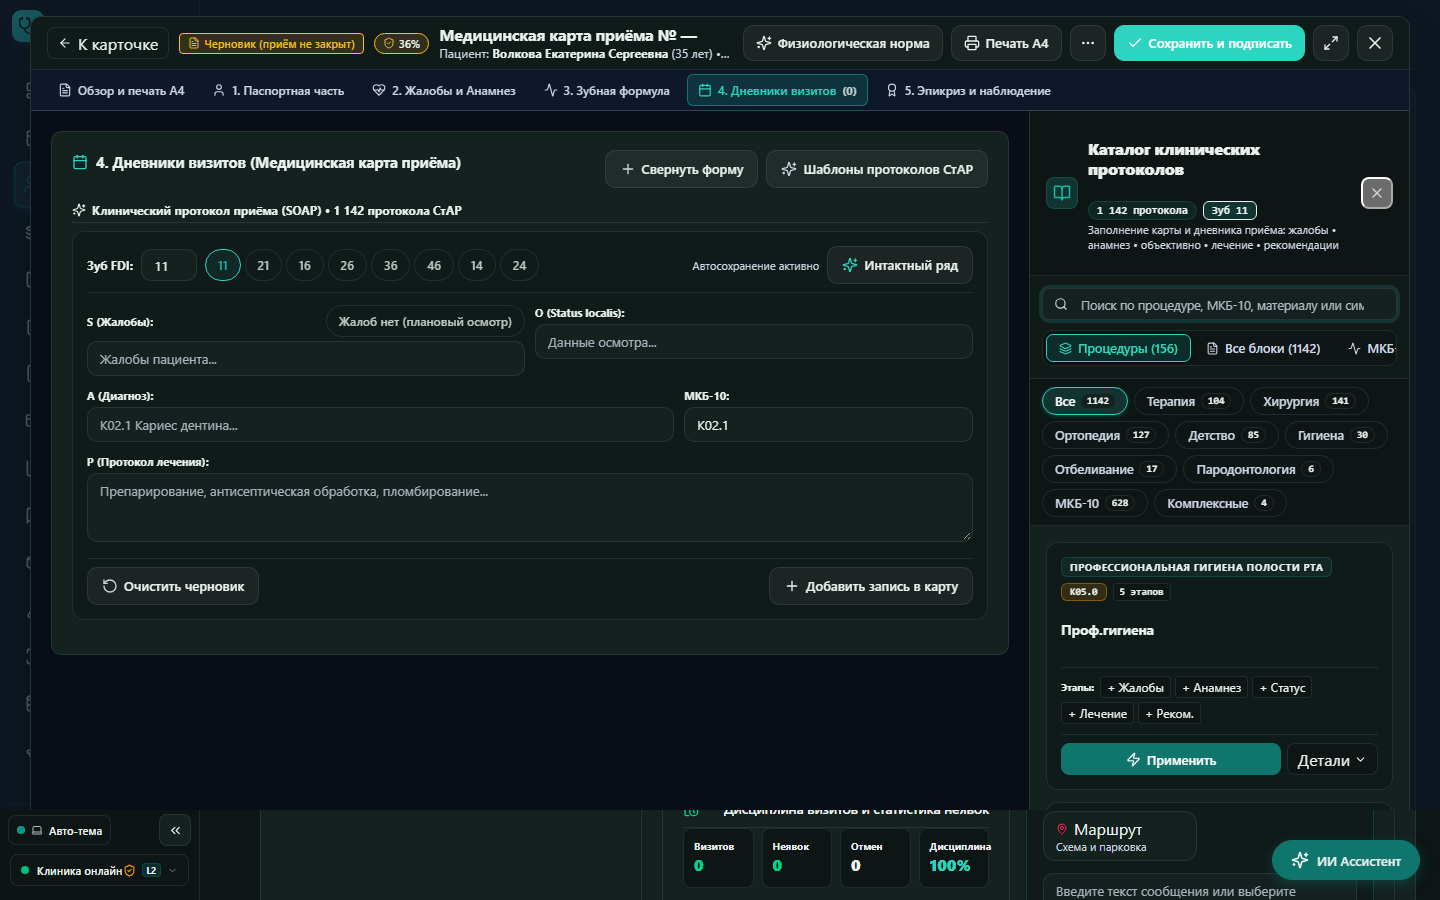 К карточке
Черновик (приём не закрыт)
36%
Медицинская карта приёма № —
Пациент: Волкова Екатерина Сергеевна (35 лет) •...
Физиологическая норма
Печать А4
Сохранить и подписать
Обзор и печать А4
1. Паспортная часть
2. Жалобы и Анамнез
3. Зубная формула
4. Дневники визитов (0)
5. Эпикриз и наблюдение
4. Дневники визитов (Медицинская карта приёма)
Свернуть форму
Шаблоны протоколов СтАР
Клинический протокол приёма (SOAP) • 1 142 протокола СтАР
Зуб FDI:
11
11
21
16
26
36
46
14
24
Автосохранение активно
Интактный ряд
S (Жалобы):
Жалоб нет (плановый осмотр)
Жалобы пациента...
O (Status localis):
Данные осмотра...
A (Диагноз):
K02.1 Кариес дентина...
МКБ-10:
K02.1
P (Протокол лечения):
Препарирование, антисептическая обработка, пломбирование...
Очистить черновик
Добавить запись в карту
Каталог клинических
протоколов
1 142 протокола
Зуб 11
Заполнение карты и дневника приёма: жалобы •
анамнез • объективно • лечение • рекомендации
Поиск по процедуре, МКБ-10, материалу или сим
Процедуры (156)
Все блоки (1142)
МКБ-
Все 1142
Терапия 104
Хирургия 141
Ортопедия 127
Детство 85
Гигиена 30
Отбеливание 17
Пародонтология 6
МКБ-10 628
Комплексные 4
ПРОФЕССИОНАЛЬНАЯ ГИГИЕНА ПОЛОСТИ РТА
K05.0
5 этапов
Проф.гигиена
Этапы:
+ Жалобы
+ Анамнез
+ Статус
+ Лечение
+ Реком.
Применить
Детали
Авто-тема
Клиника онлайн
L2
Дисциплина визитов и статистика неявок
Визитов
0
Неявок
0
Отмен
0
Дисциплина
100%
Маршрут
Схема и парковка
Введите текст сообщения или выберите
ИИ Ассистент